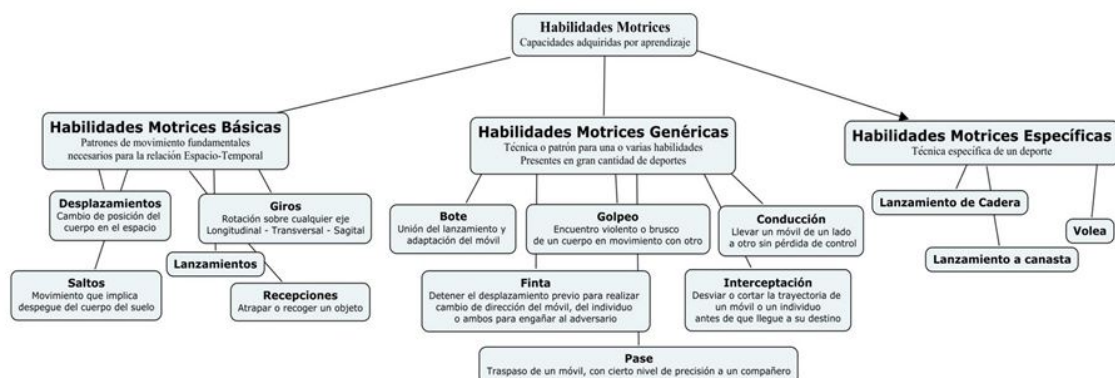 Habilidades Motrices
Capacidades adquiridas por aprendizaje
Habilidades Motrices Básicas
Patrones de movimiento fundamentales
necesarios para la relación Espacio-Temporal
Habilidades Motrices Genéricas
Técnica o patrón para una o varias habilidades
Presentes en gran cantidad de deportes
Habilidades Motrices Específicas
Técnica específica de un deporte
Desplazamientos
Cambio de posición del
cuerpo en el espacio
Giros
Rotación sobre cualquier eje
Longitudinal - Transversal - Sagital
Lanzamientos
Saltos
Movimiento que implica
despegue del cuerpo del suelo
Recepciones
Atrapar o recoger un objeto
Bote
Unión del lanzamiento y
adaptación del móvil
Golpeo
Encuentro violento o brusco
de un cuerpo en movimiento con otro
Conducción
Llevar un móvil de un lado
a otro sin pérdida de control
Finta
Detener el desplazamiento previo para realizar
cambio de dirección del móvil, del individuo
o ambos para engañar al adversario
Interceptación
Desviar o cortar la trayectoria de
un móvil o un individuo
antes de que llegue a su destino
Pase
Traspaso de un móvil, con cierto nivel de precisión a un compañero
Lanzamiento de Cadera
Volea
Lanzamiento a canasta